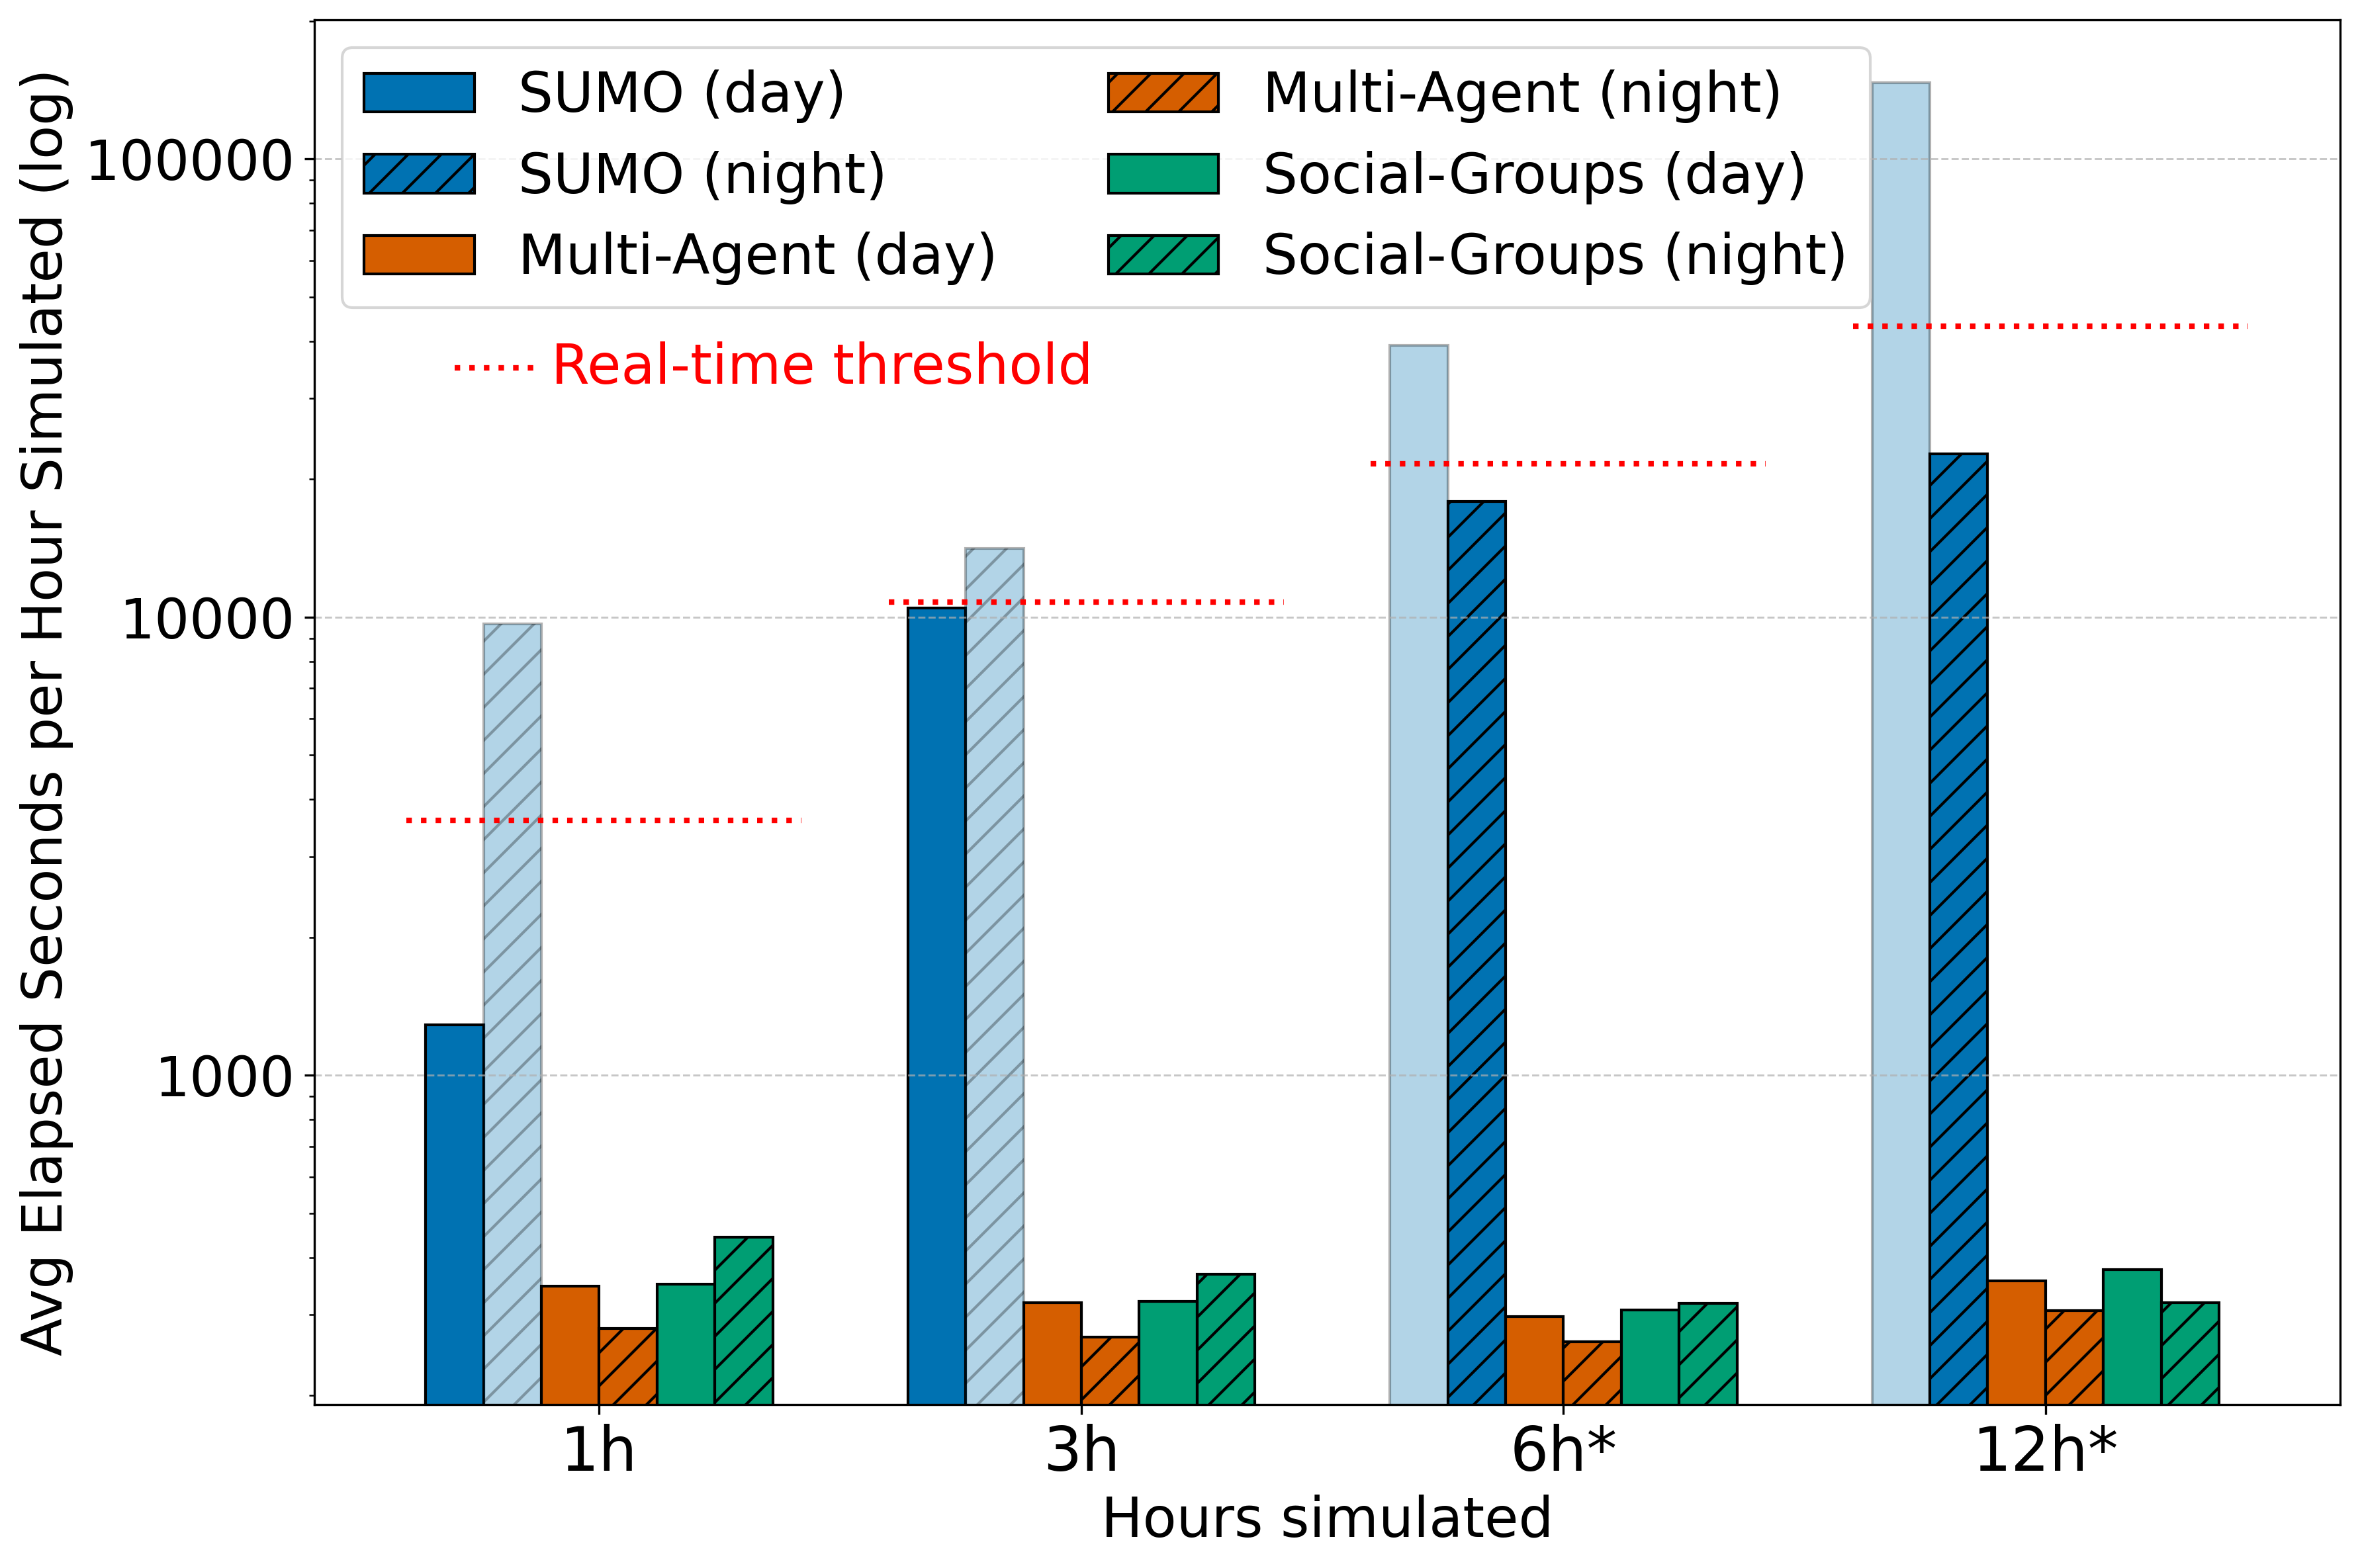 Avg Elapsed Seconds per Hour Simulated (log)
100000
10000
1000
SUMO (day)
SUMO (night)
Multi-Agent (day)
Multi-Agent (night)
Social-Groups (day)
Social-Groups (night)
Real-time threshold
1h
3h
6h*
12h*
Hours simulated